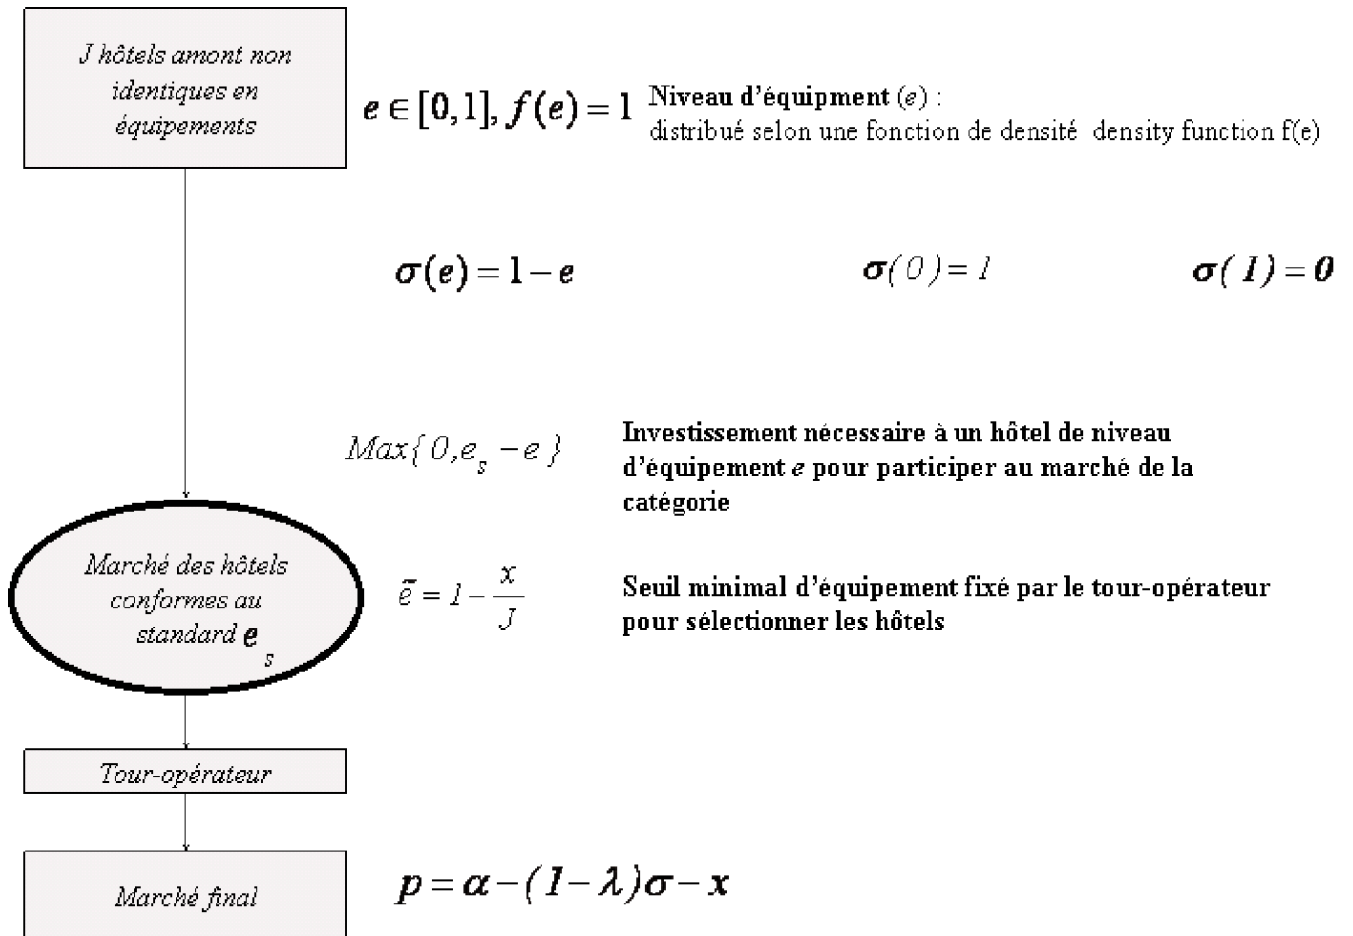 J hôtels amont non
identiques en
équipements
e ∈ [0,1], f(e) = 1
Niveau d'équipment (e) :
distribué selon une fonction de densité density function f(e)
σ(e) = 1 − e
σ(0) = 1
σ(1) = 0
Max{ 0,e_s − e }
Investissement nécessaire à un hôtel de niveau
d'équipement e pour participer au marché de la
catégorie
Marché des hôtels
conformes au
standard e_s
ẽ = 1 − x/J
Seuil minimal d'équipement fixé par le tour-opérateur
pour sélectionner les hôtels
Tour-opérateur
Marché final
p = α − (1 − λ)σ − x